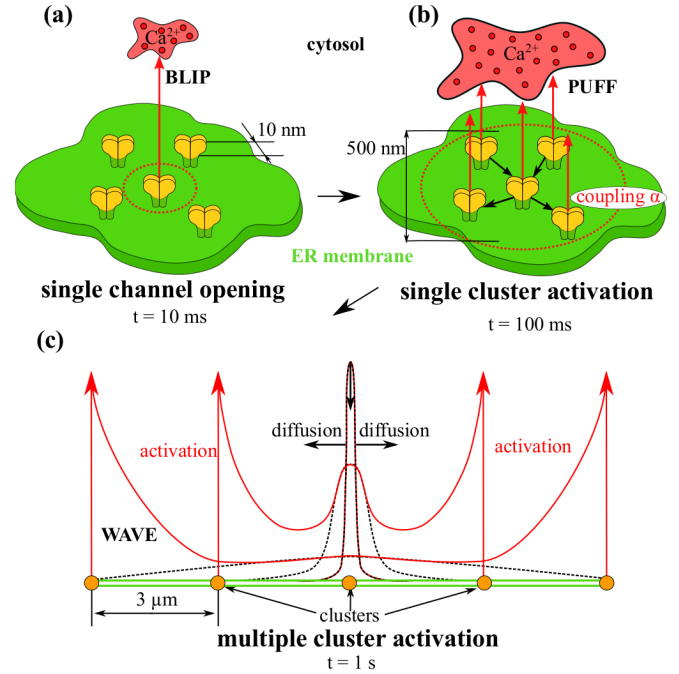 (a)
Ca2+
BLIP
10 nm
cytosol
(b)
Ca2+
PUFF
500 nm
coupling α
ER membrane
single channel opening
t = 10 ms
single cluster activation
t = 100 ms
(c)
diffusion
diffusion
activation
activation
WAVE
3 µm
clusters
multiple cluster activation
t = 1 s